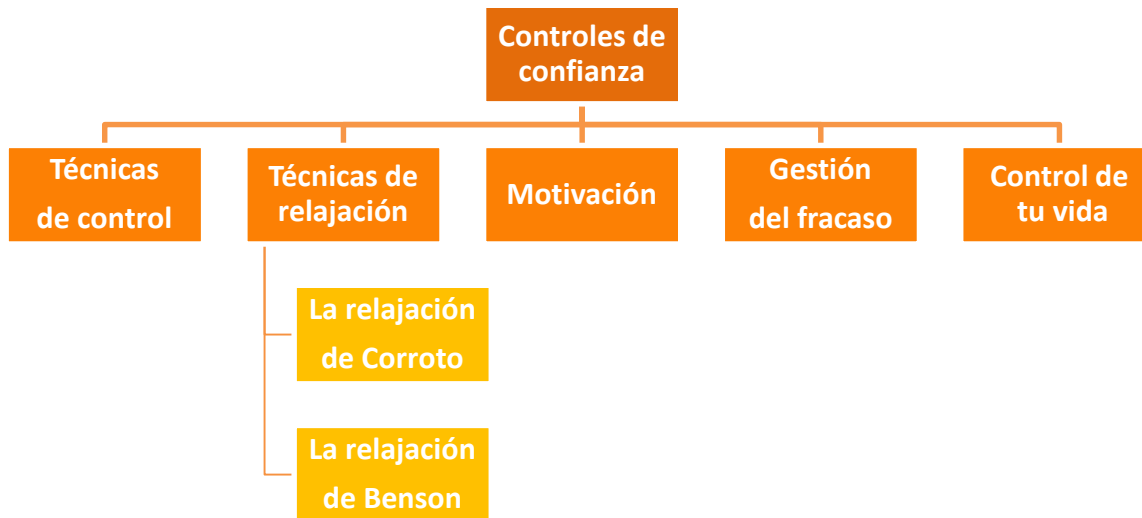 Controles de
confianza
Técnicas
de control
Técnicas de
relajación
Motivación
Gestión
del fracaso
Control de
tu vida
La relajación
de Corroto
La relajación
de Benson